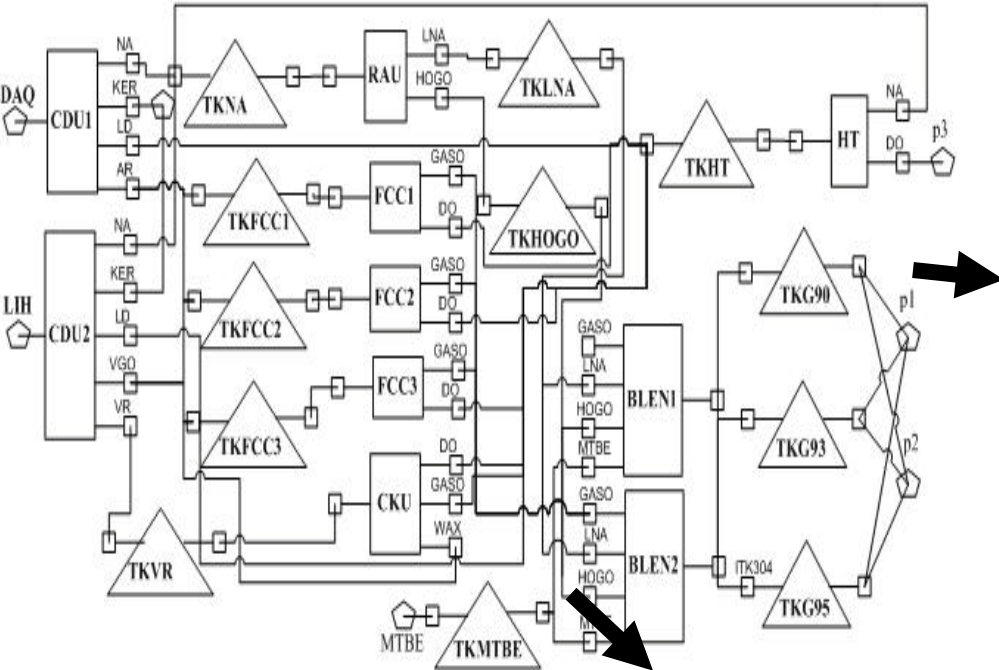 DAQ
CDU1
NA
KER
LD
AR
LIH
CDU2
NA
KER
LD
VGO
VR
TKNA
RAU
LNA
HOGO
TKLNA
TKFCC1
FCC1
GASO
DO
TKHOGO
TKFCC2
FCC2
GASO
DO
TKFCC3
FCC3
GASO
DO
TKVR
CKU
DO
GASO
WAX
MTBE
TKMTBE
TKHT
HT
NA
DO
p3
GASO
LNA
HOGO
MTBE
BLEN1
GASO
LNA
HOGO
BLEN2
TKG90
TKG93
ITK304
TKG95
p1
p2